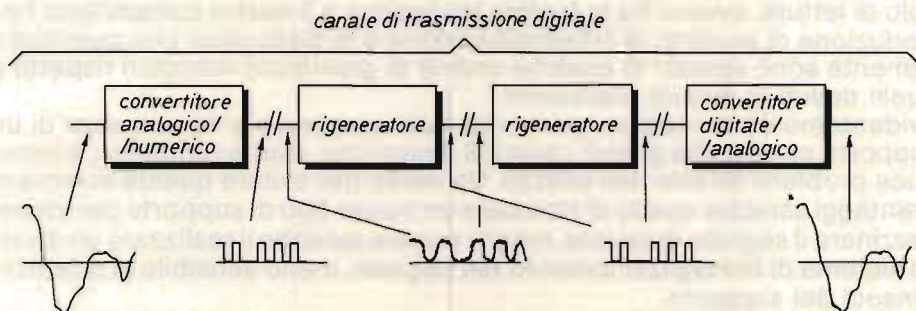 canale di trasmissione digitale
convertitore
analogico/
/numerico
rigeneratore
rigeneratore
convertitore
digitale/
/analogico